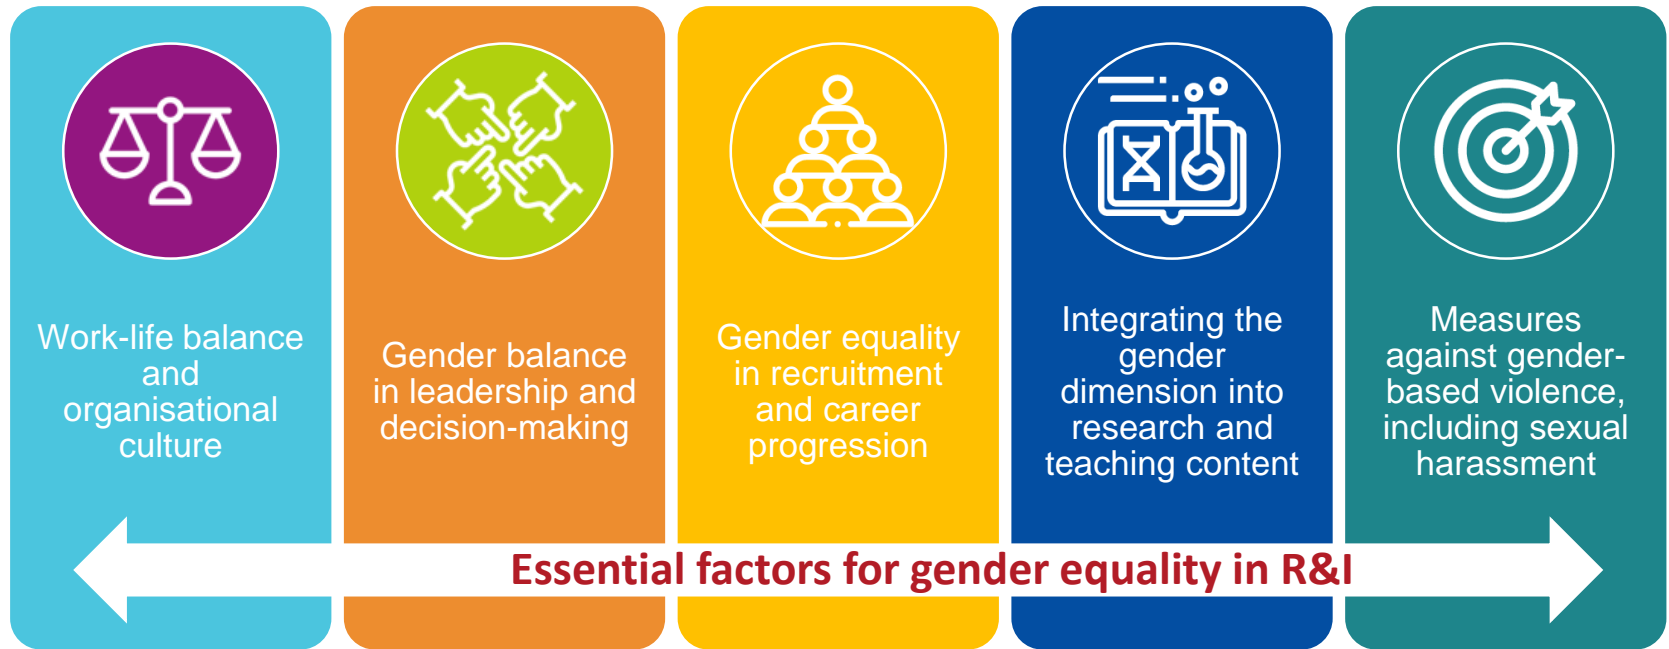 Work-life balance
and
organisational
culture
Gender balance
in leadership and
decision-making
Gender equality
in recruitment
and career
progression
Integrating the
gender
dimension into
research and
teaching content
Measures
against gender-
based violence,
including sexual
harassment
Essential factors for gender equality in R&I